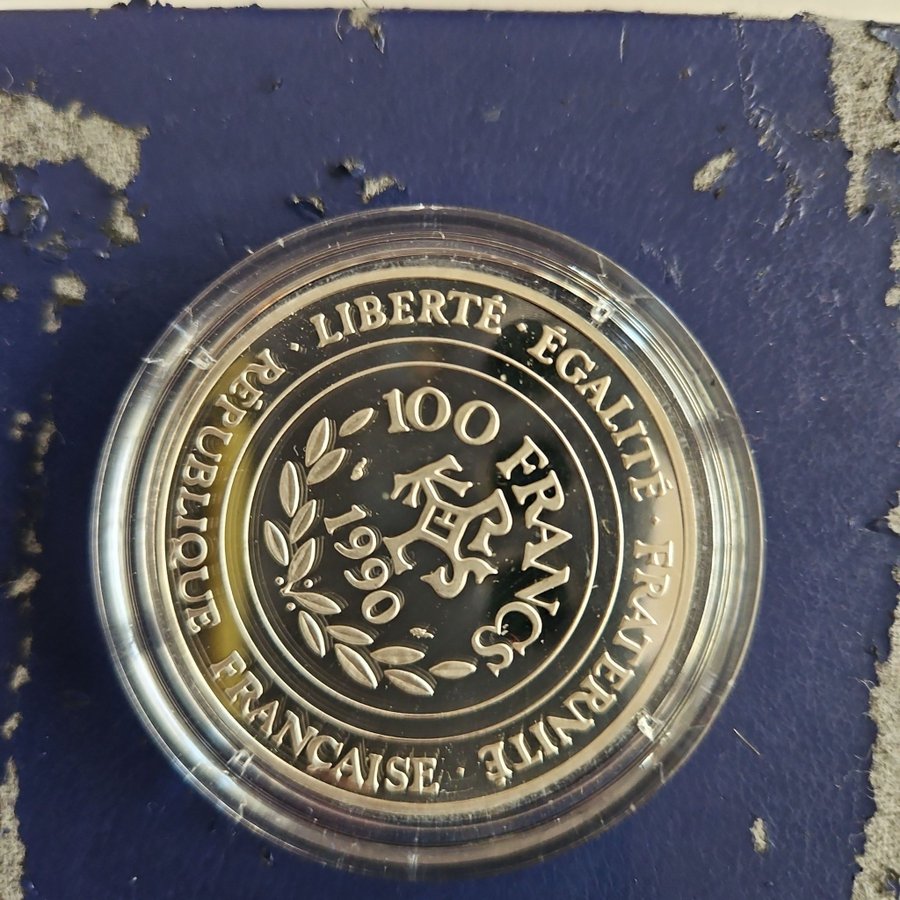 RÉPUBLIQUE FRANÇAISE · LIBERTÉ · ÉGALITÉ · FRATERNITÉ ·
100 FRANCS
1990